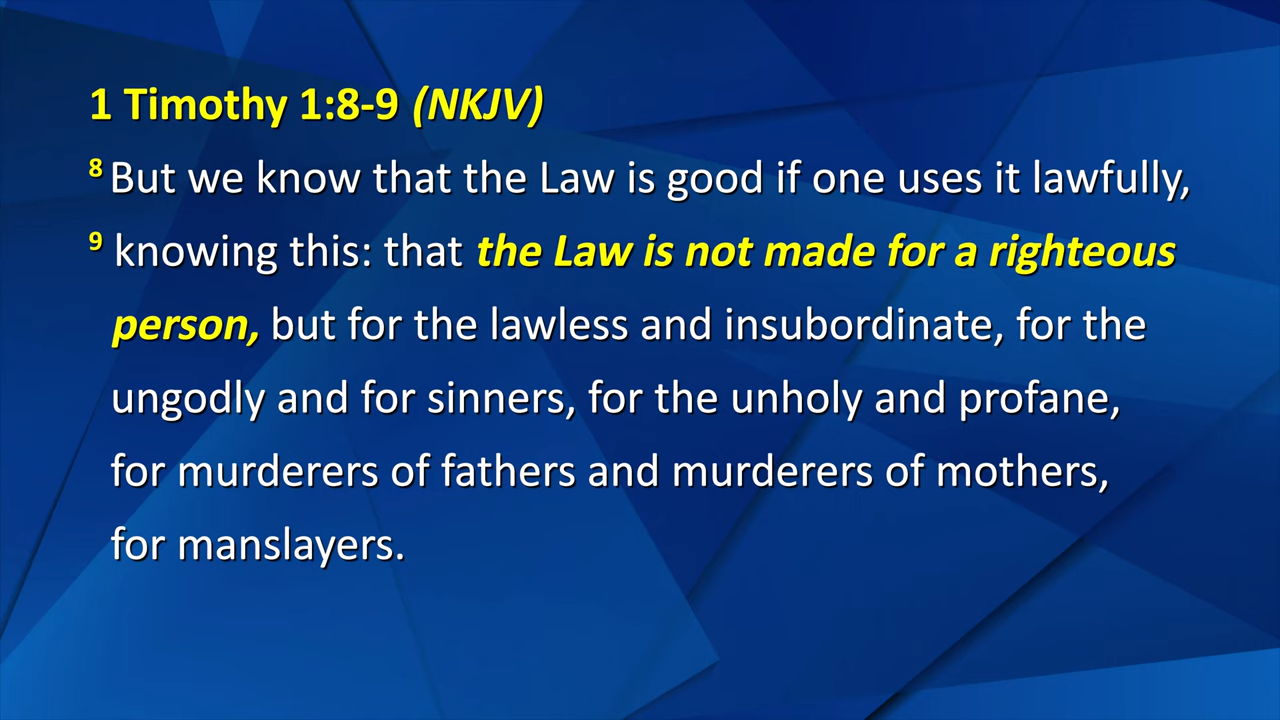 1 Timothy 1:8-9 (NKJV)
8 But we know that the Law is good if one uses it lawfully,
9 knowing this: that the Law is not made for a righteous
person, but for the lawless and insubordinate, for the
ungodly and for sinners, for the unholy and profane,
for murderers of fathers and murderers of mothers,
for manslayers.